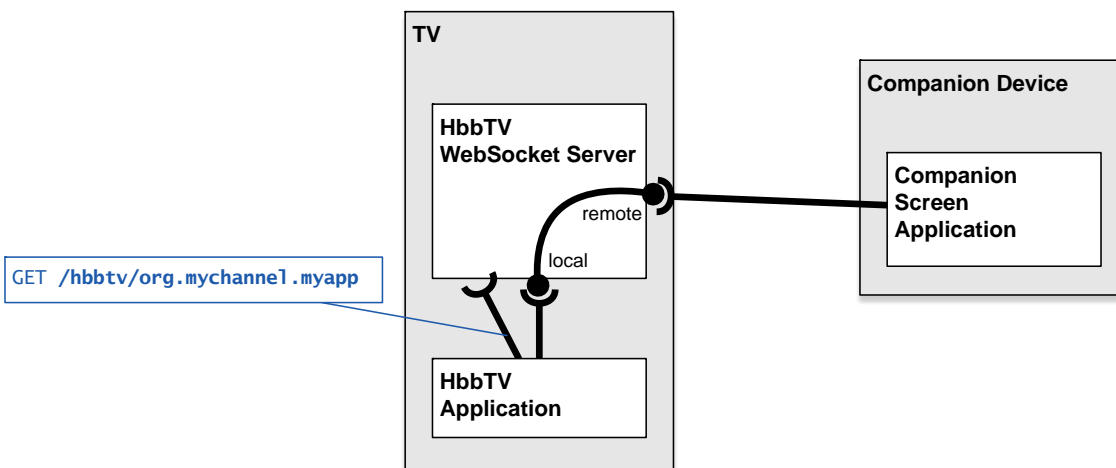 TV
HbbTV
WebSocket Server
remote
local
GET /hbbtv/org.mychannel.myapp
HbbTV
Application
Companion Device
Companion
Screen
Application